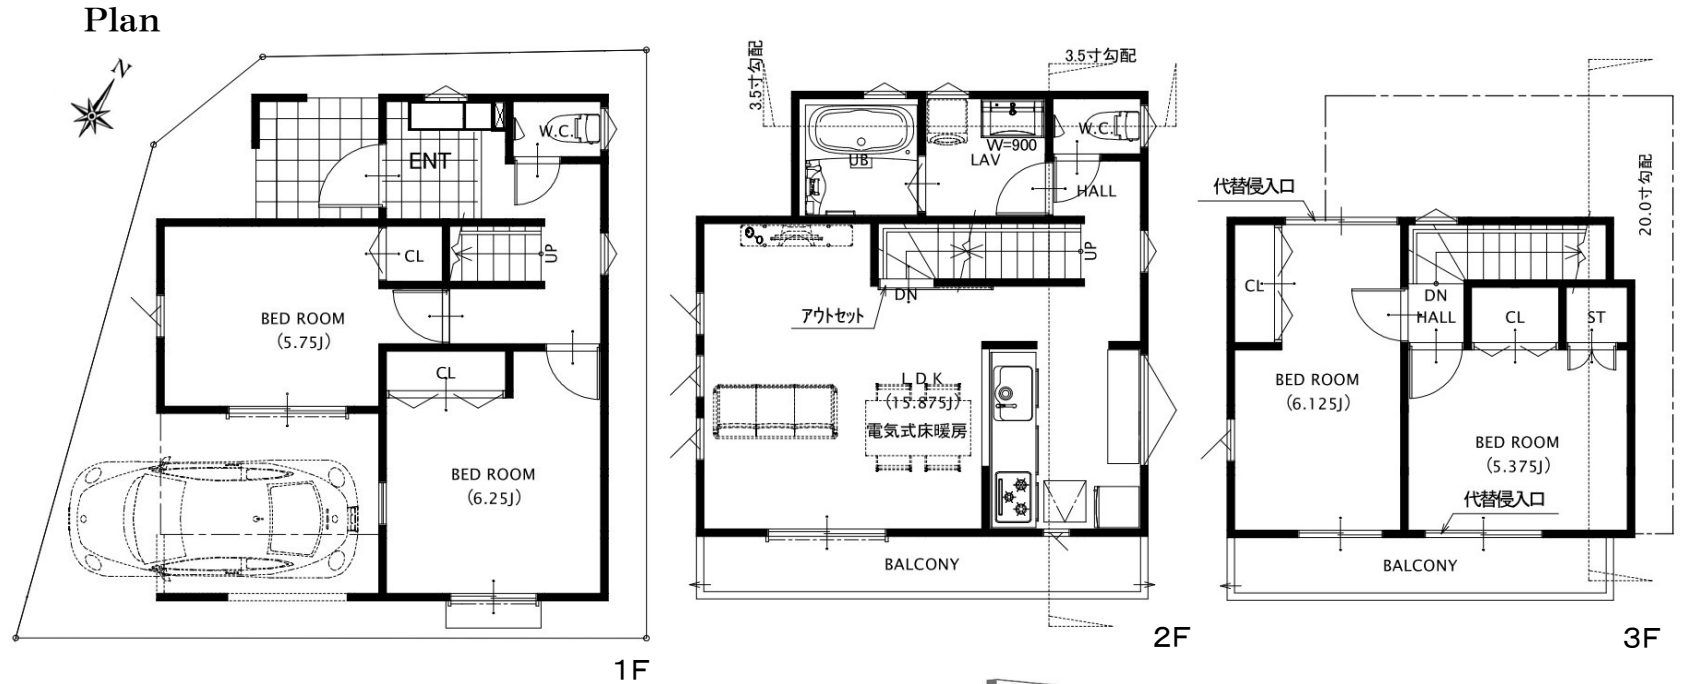 Plan
N
W.C.
ENT
CL
UP
BED ROOM
(5.75J)
CL
BED ROOM
(6.25J)
1F
3.5寸勾配
3.5寸勾配
UB
W=900
LAV
W.C.
HALL
UP
DN
アウトセット
LDK
(15.875J)
電気式床暖房
BALCONY
2F
代替侵入口
20.0寸勾配
CL
DN
HALL
CL
ST
BED ROOM
(6.125J)
BED ROOM
(5.375J)
代替侵入口
BALCONY
3F